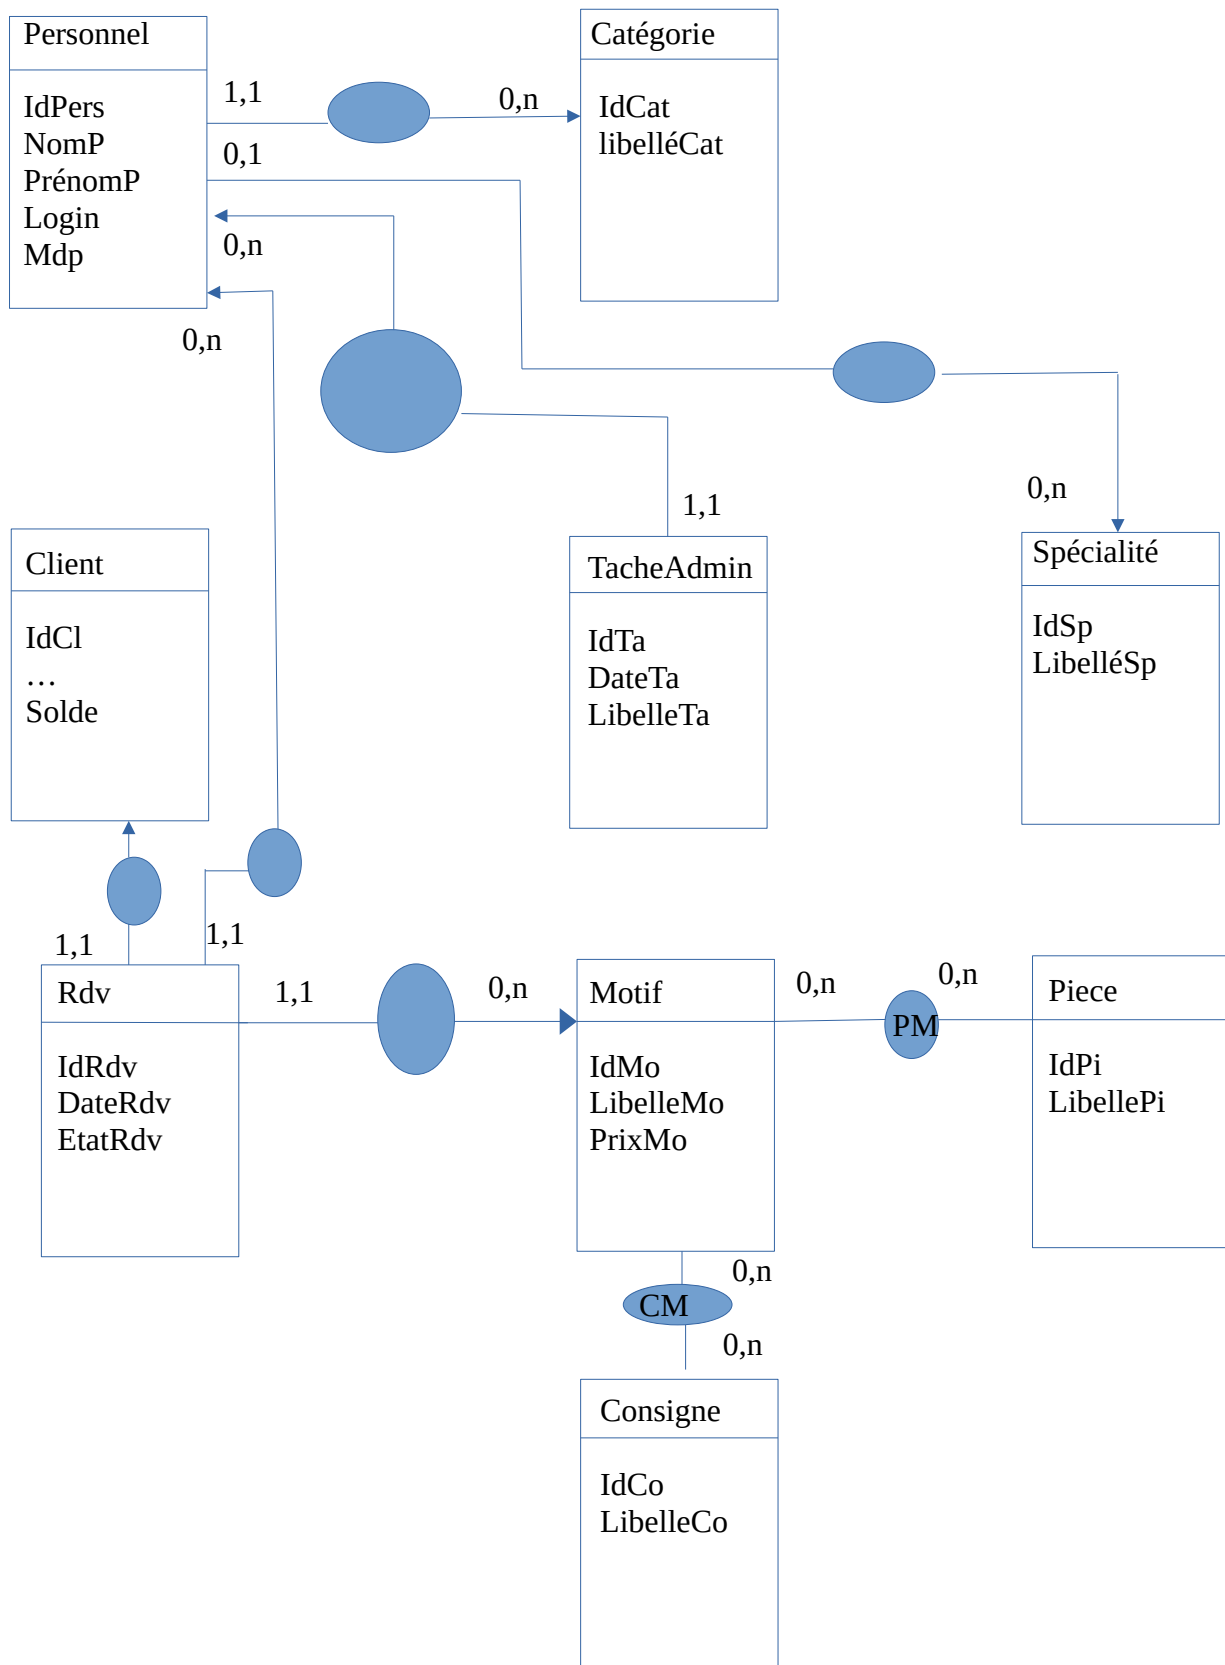 Personnel
IdPers
NomP
PrénomP
Login
Mdp
1,1
0,n
0,1
0,n
0,n
Catégorie
IdCat
libelléCat
0,n
1,1
Client
IdCl
…
Solde
TacheAdmin
IdTa
DateTa
LibelleTa
Spécialité
IdSp
LibelléSp
1,1
1,1
Rdv
IdRdv
DateRdv
EtatRdv
1,1
0,n
Motif
IdMo
LibelleMo
PrixMo
0,n
PM
0,n
Piece
IdPi
LibellePi
0,n
CM
0,n
Consigne
IdCo
LibelleCo